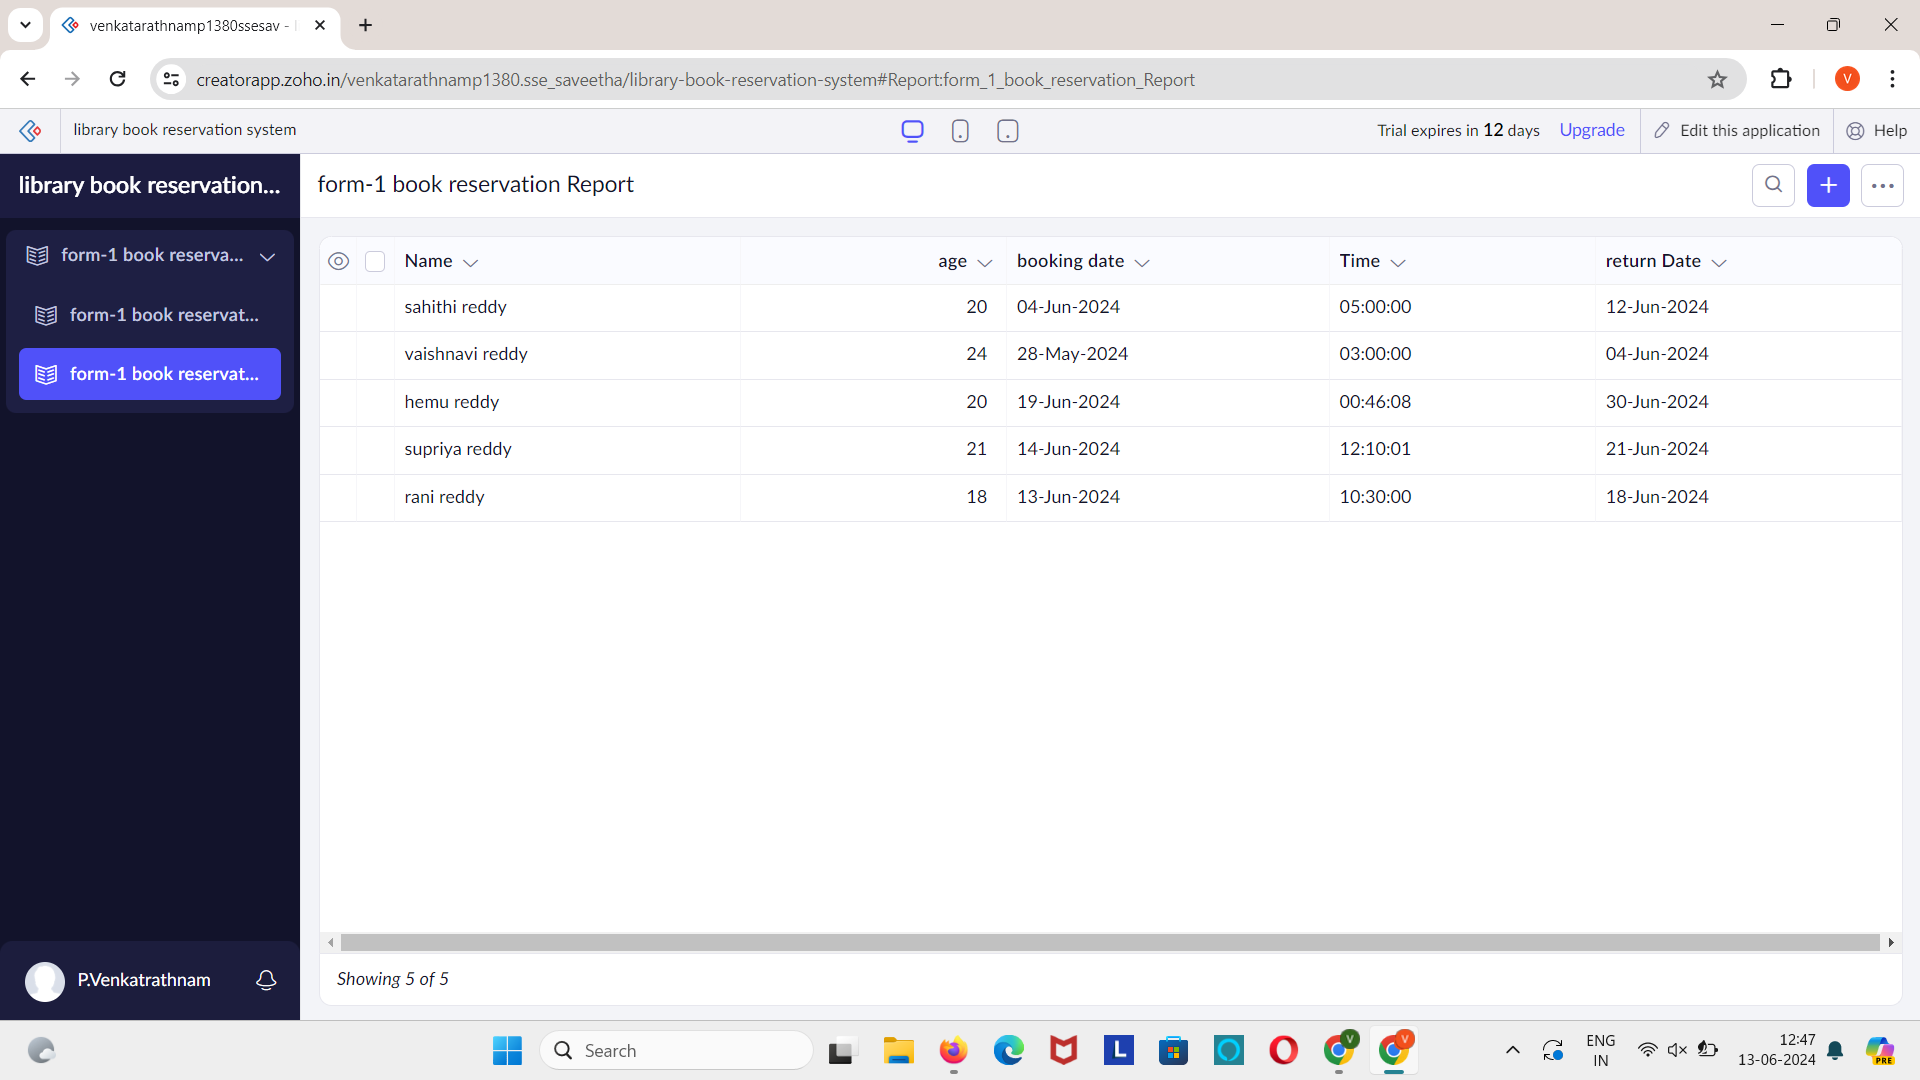 venkatarathnamp1380ssesav -
creatorapp.zoho.in/venkatarathnamp1380.sse_saveetha/library-book-reservation-system#Report:form_1_book_reservation_Report
V
library book reservation system
Trial expires in 12 days Upgrade Edit this application Help
library book reservation...
form-1 book reserva...
form-1 book reservat...
form-1 book reservat...
P.Venkatrathnam
form-1 book reservation Report
Name age booking date Time return Date
sahithi reddy 20 04-Jun-2024 05:00:00 12-Jun-2024
vaishnavi reddy 24 28-May-2024 03:00:00 04-Jun-2024
hemu reddy 20 19-Jun-2024 00:46:08 30-Jun-2024
supriya reddy 21 14-Jun-2024 12:10:01 21-Jun-2024
rani reddy 18 13-Jun-2024 10:30:00 18-Jun-2024
Showing 5 of 5
Search
L
V
V
ENG
IN
12:47
13-06-2024
PRE